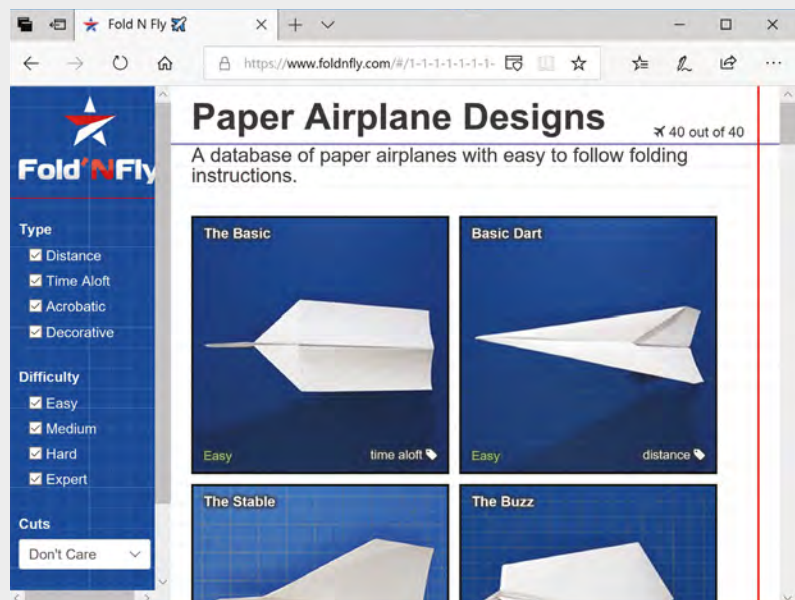 Fold N Fly
https://www.foldnfly.com/#/1-1-1-1-1-1-1-
Fold'NFly
Type
Distance
Time Aloft
Acrobatic
Decorative
Difficulty
Easy
Medium
Hard
Expert
Cuts
Don't Care
Paper Airplane Designs
40 out of 40
A database of paper airplanes with easy to follow folding
instructions.
The Basic
Easy
time aloft
Basic Dart
Easy
distance
The Stable
The Buzz